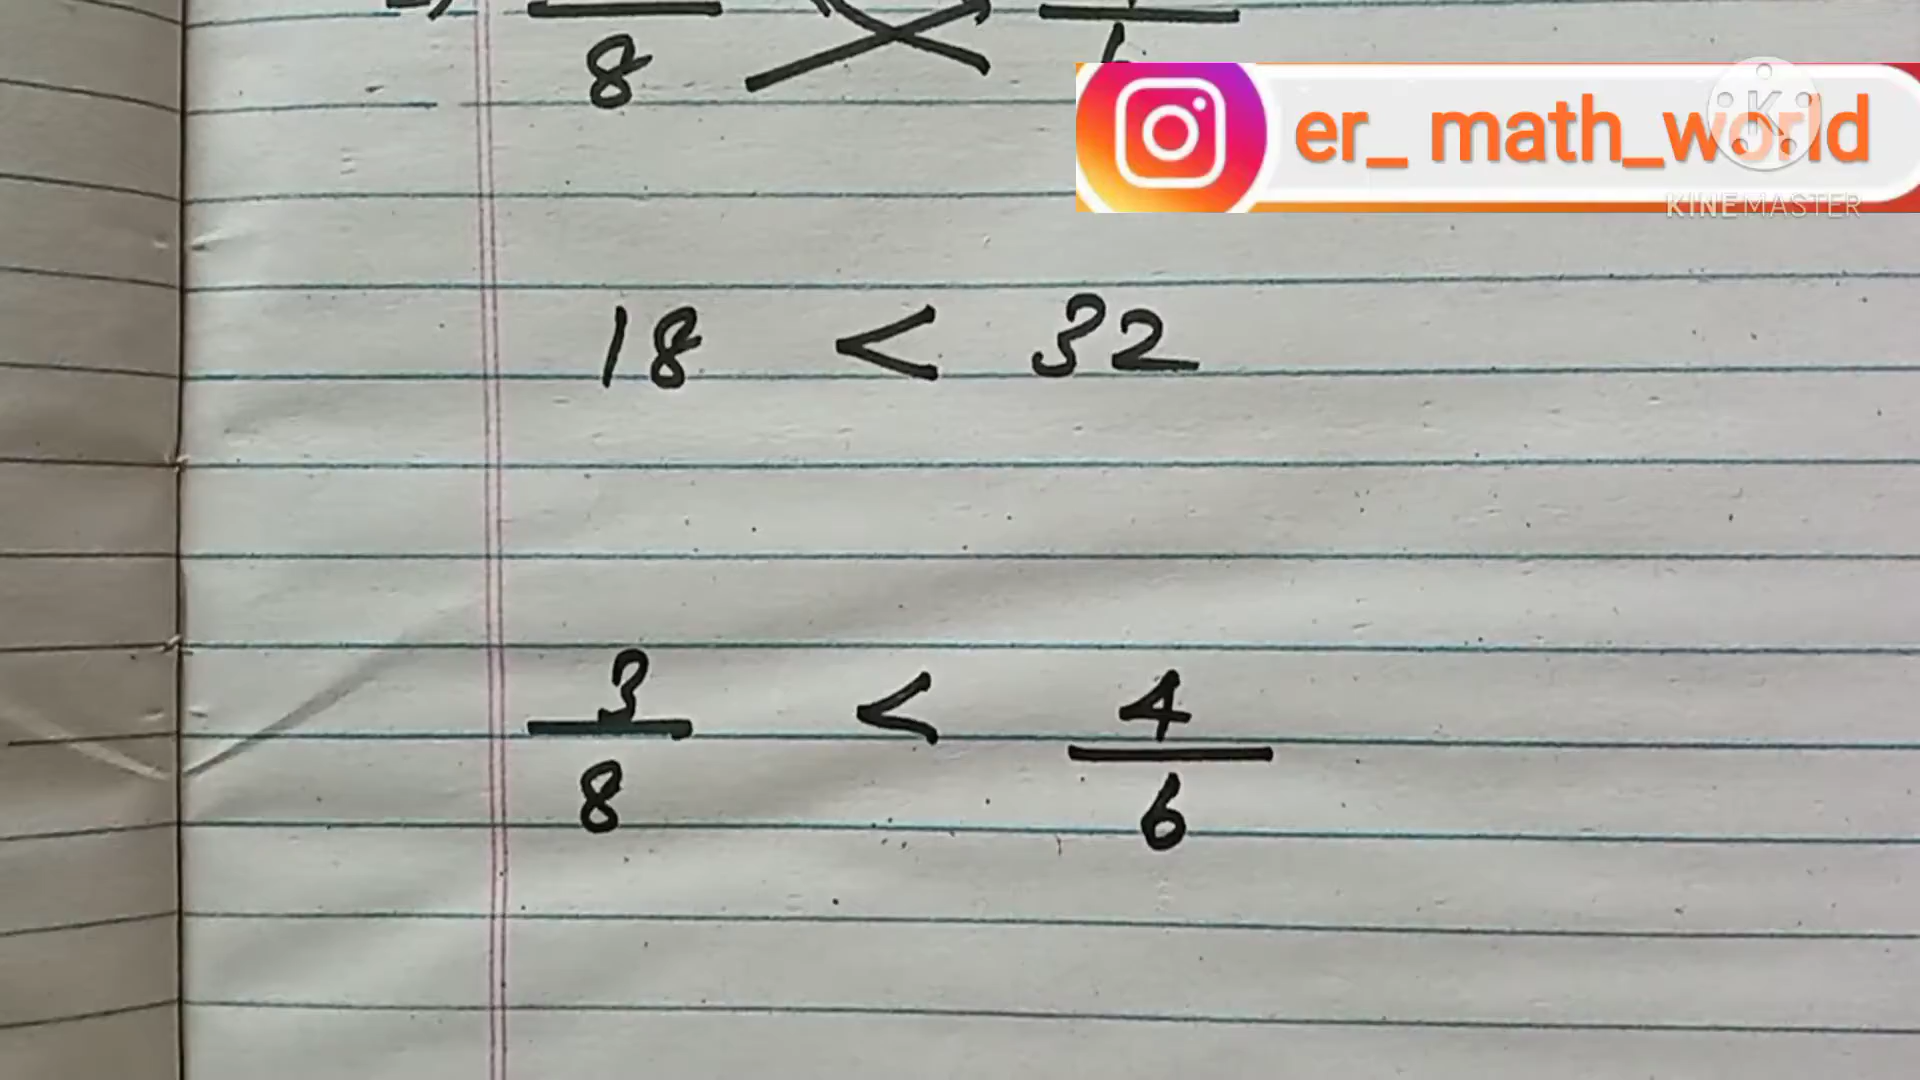 8
er_ math_world
K
KINEMASTER
18 < 32
3/8 < 4/6